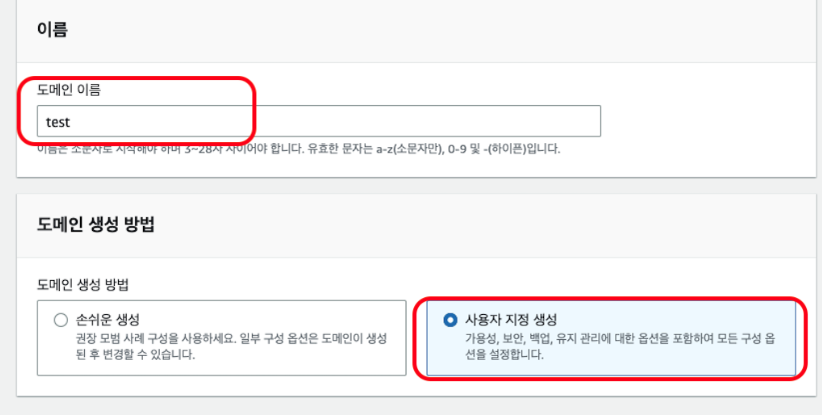 이름
도메인 이름
test
이름은 소문자로 시작해야 하며 3~28자 사이여야 합니다. 유효한 문자는 a-z(소문자만), 0-9 및 -(하이픈)입니다.
도메인 생성 방법
도메인 생성 방법
손쉬운 생성
권장 모범 사례 구성을 사용하세요. 일부 구성 옵션은 도메인이 생성
된 후 변경할 수 있습니다.
사용자 지정 생성
가용성, 보안, 백업, 유지 관리에 대한 옵션을 포함하여 모든 구성 옵
션을 설정합니다.